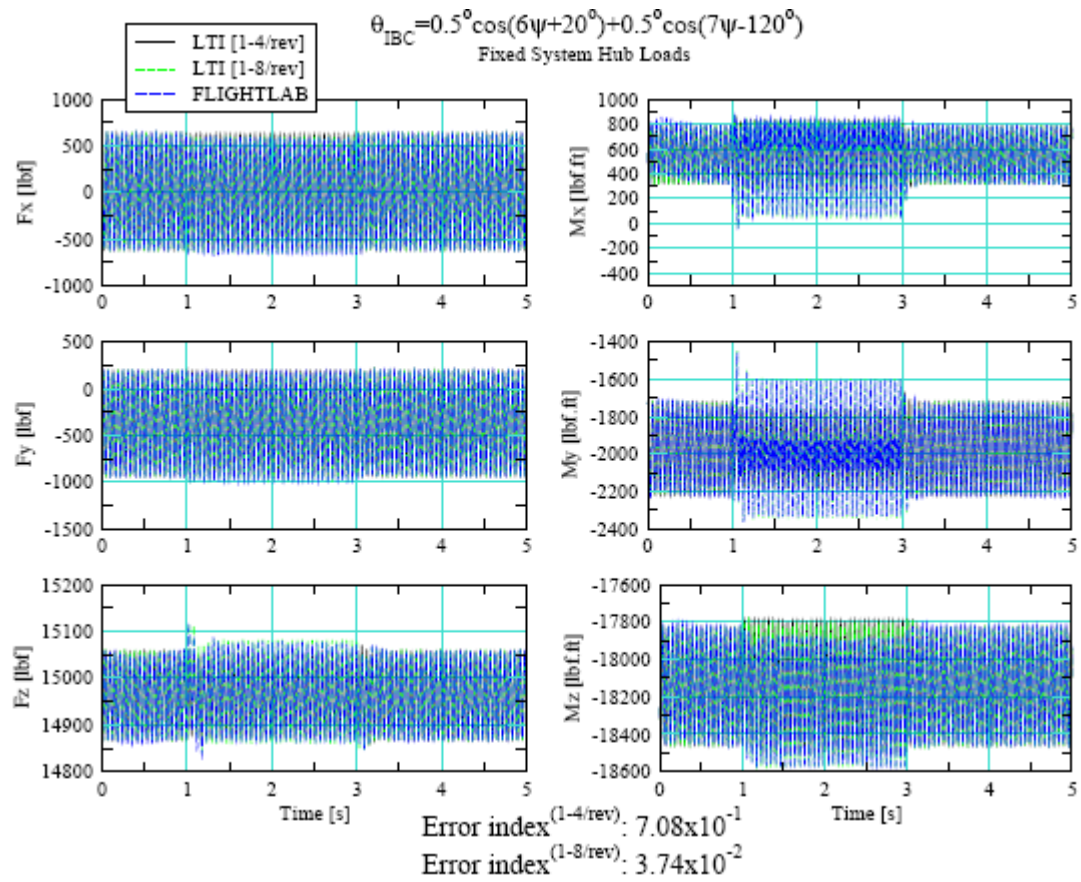 θIBC=0.5°cos(6ψ+20°)+0.5°cos(7ψ-120°)
Fixed System Hub Loads
LTI [1-4/rev]
LTI [1-8/rev]
FLIGHTLAB
1000
500
0
-500
-1000
Fx [lbf]
0 1 2 3 4 5
1000
800
600
400
200
0
-200
-400
Mx [lbf.ft]
0 1 2 3 4 5
500
0
-500
-1000
-1500
Fy [lbf]
0 1 2 3 4 5
-1400
-1600
-1800
-2000
-2200
-2400
My [lbf.ft]
0 1 2 3 4 5
15200
15100
15000
14900
14800
Fz [lbf]
0 1 2 3 4 5
Time [s]
-17600
-17800
-18000
-18200
-18400
-18600
Mz [lbf.ft]
0 1 2 3 4 5
Time [s]
Error index(1-4/rev): 7.08x10-1
Error index(1-8/rev): 3.74x10-2